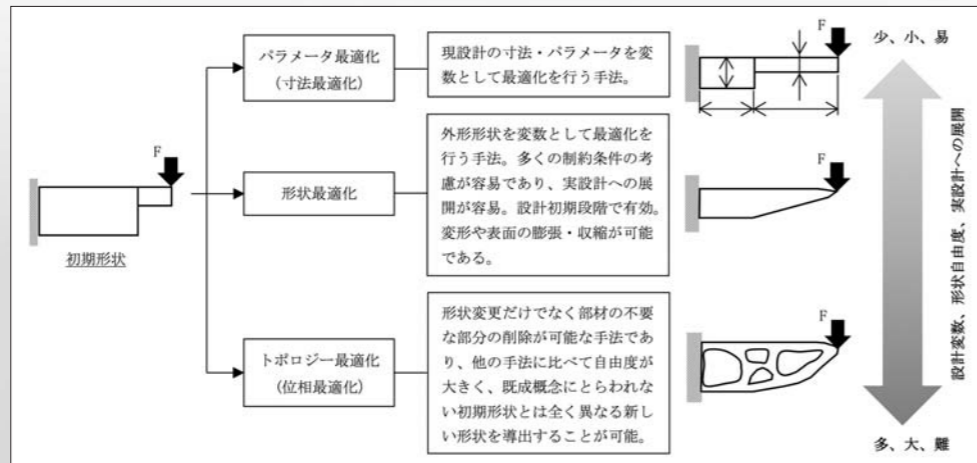 パラメータ最適化
(寸法最適化)
現設計の寸法・パラメータを変
数として最適化を行う手法。
F
少、小、易
F
初期形状
形状最適化
外形形状を変数として最適化を
行う手法。多くの制約条件の考
慮が容易であり、実設計への展
開が容易。設計初期段階で有効。
変形や表面の膨張・収縮が可能
である。
F
設計変数、形状自由度、実設計への展開
トポロジー最適化
(位相最適化)
形状変更だけでなく部材の不要
な部分の削除が可能な手法であ
り、他の手法に比べて自由度が
大きく、既成概念にとらわれない
い初期形状とは全く異なる新し
い形状を導出することが可能。
F
多、大、難